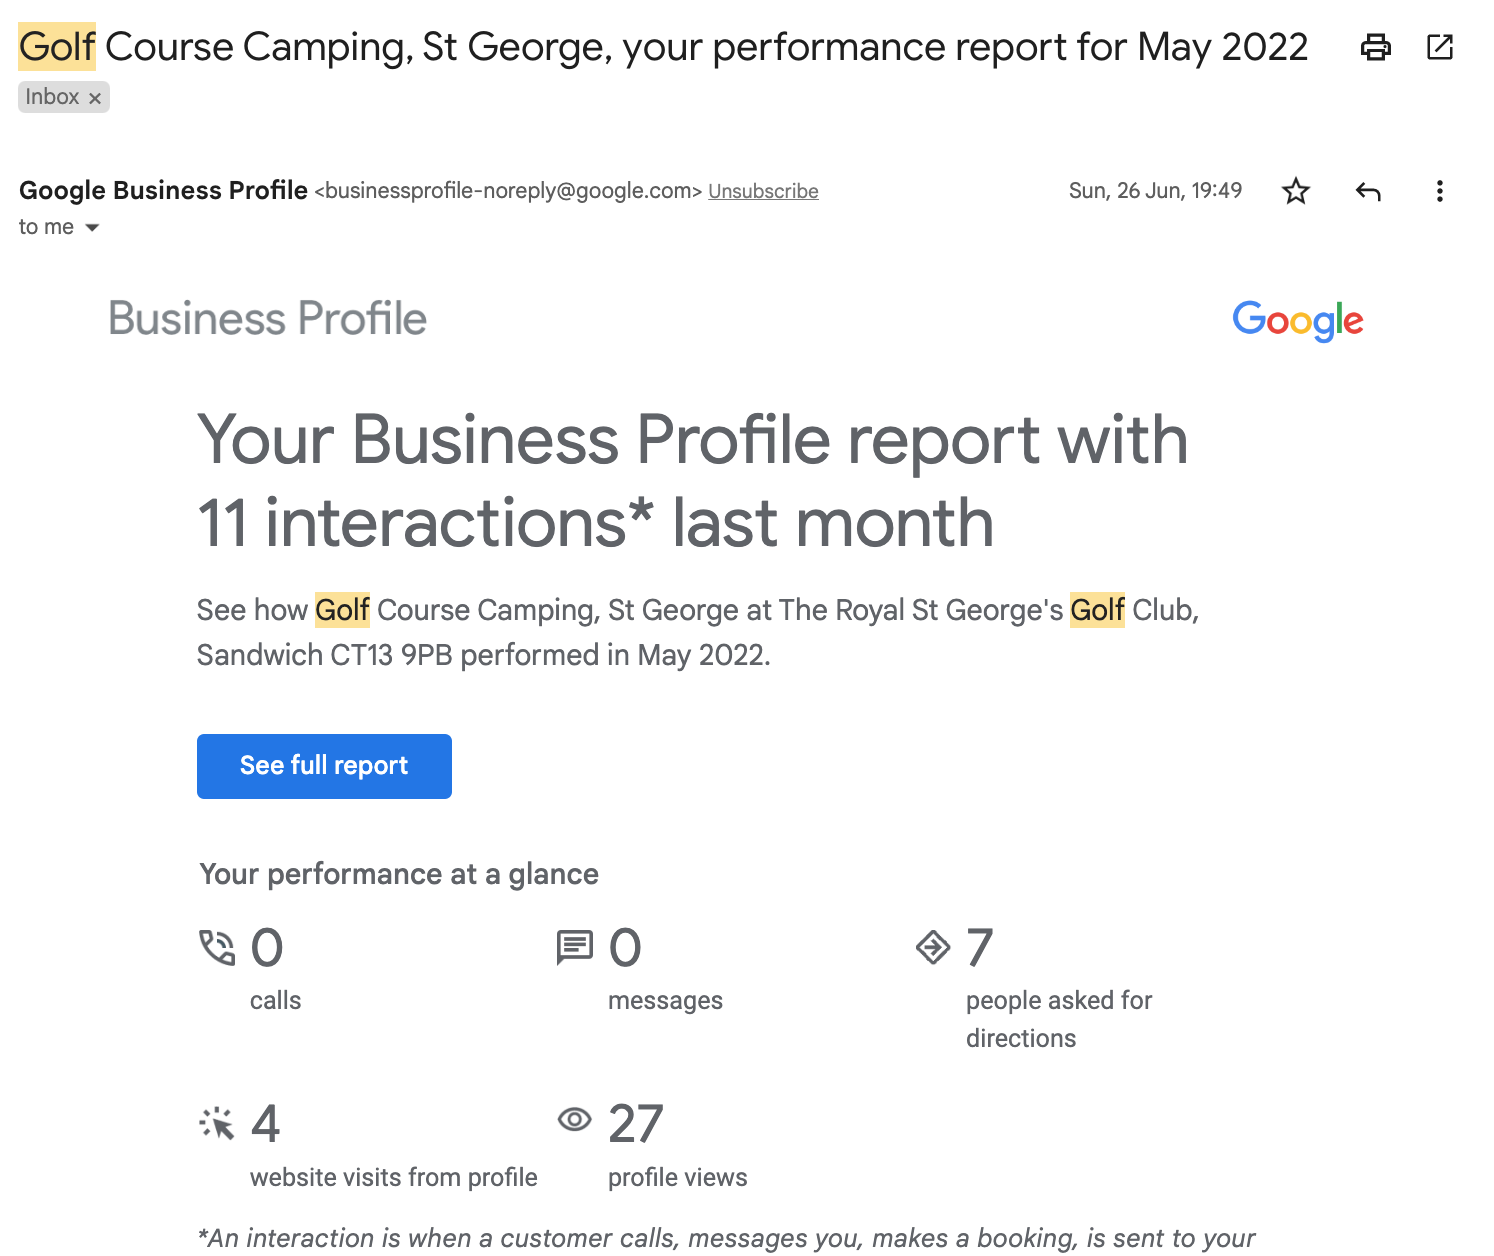 Golf Course Camping, St George, your performance report for May 2022
Inbox ×
Google Business Profile <businessprofile-noreply@google.com> Unsubscribe Sun, 26 Jun, 19:49
to me
Business Profile Google
Your Business Profile report with
11 interactions* last month
See how Golf Course Camping, St George at The Royal St George's Golf Club,
Sandwich CT13 9PB performed in May 2022.
See full report
Your performance at a glance
0
calls
0
messages
7
people asked for
directions
4
website visits from profile
27
profile views
*An interaction is when a customer calls, messages you, makes a booking, is sent to your